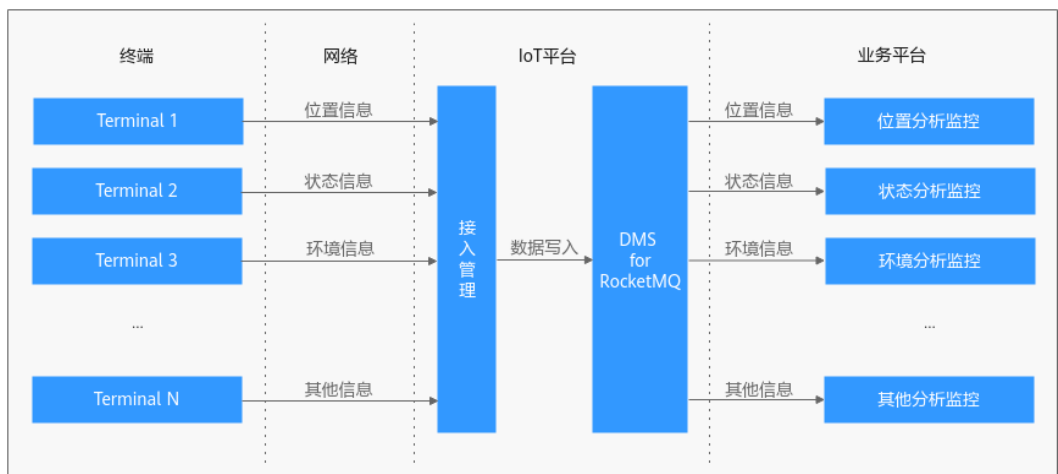 终端
网络
IoT平台
业务平台
Terminal 1
位置信息
位置信息
位置分析监控
Terminal 2
状态信息
状态信息
状态分析监控
Terminal 3
环境信息
接
入
管
理
数据写入
DMS
for
RocketMQ
环境信息
环境分析监控
...
...
Terminal N
其他信息
其他信息
其他分析监控